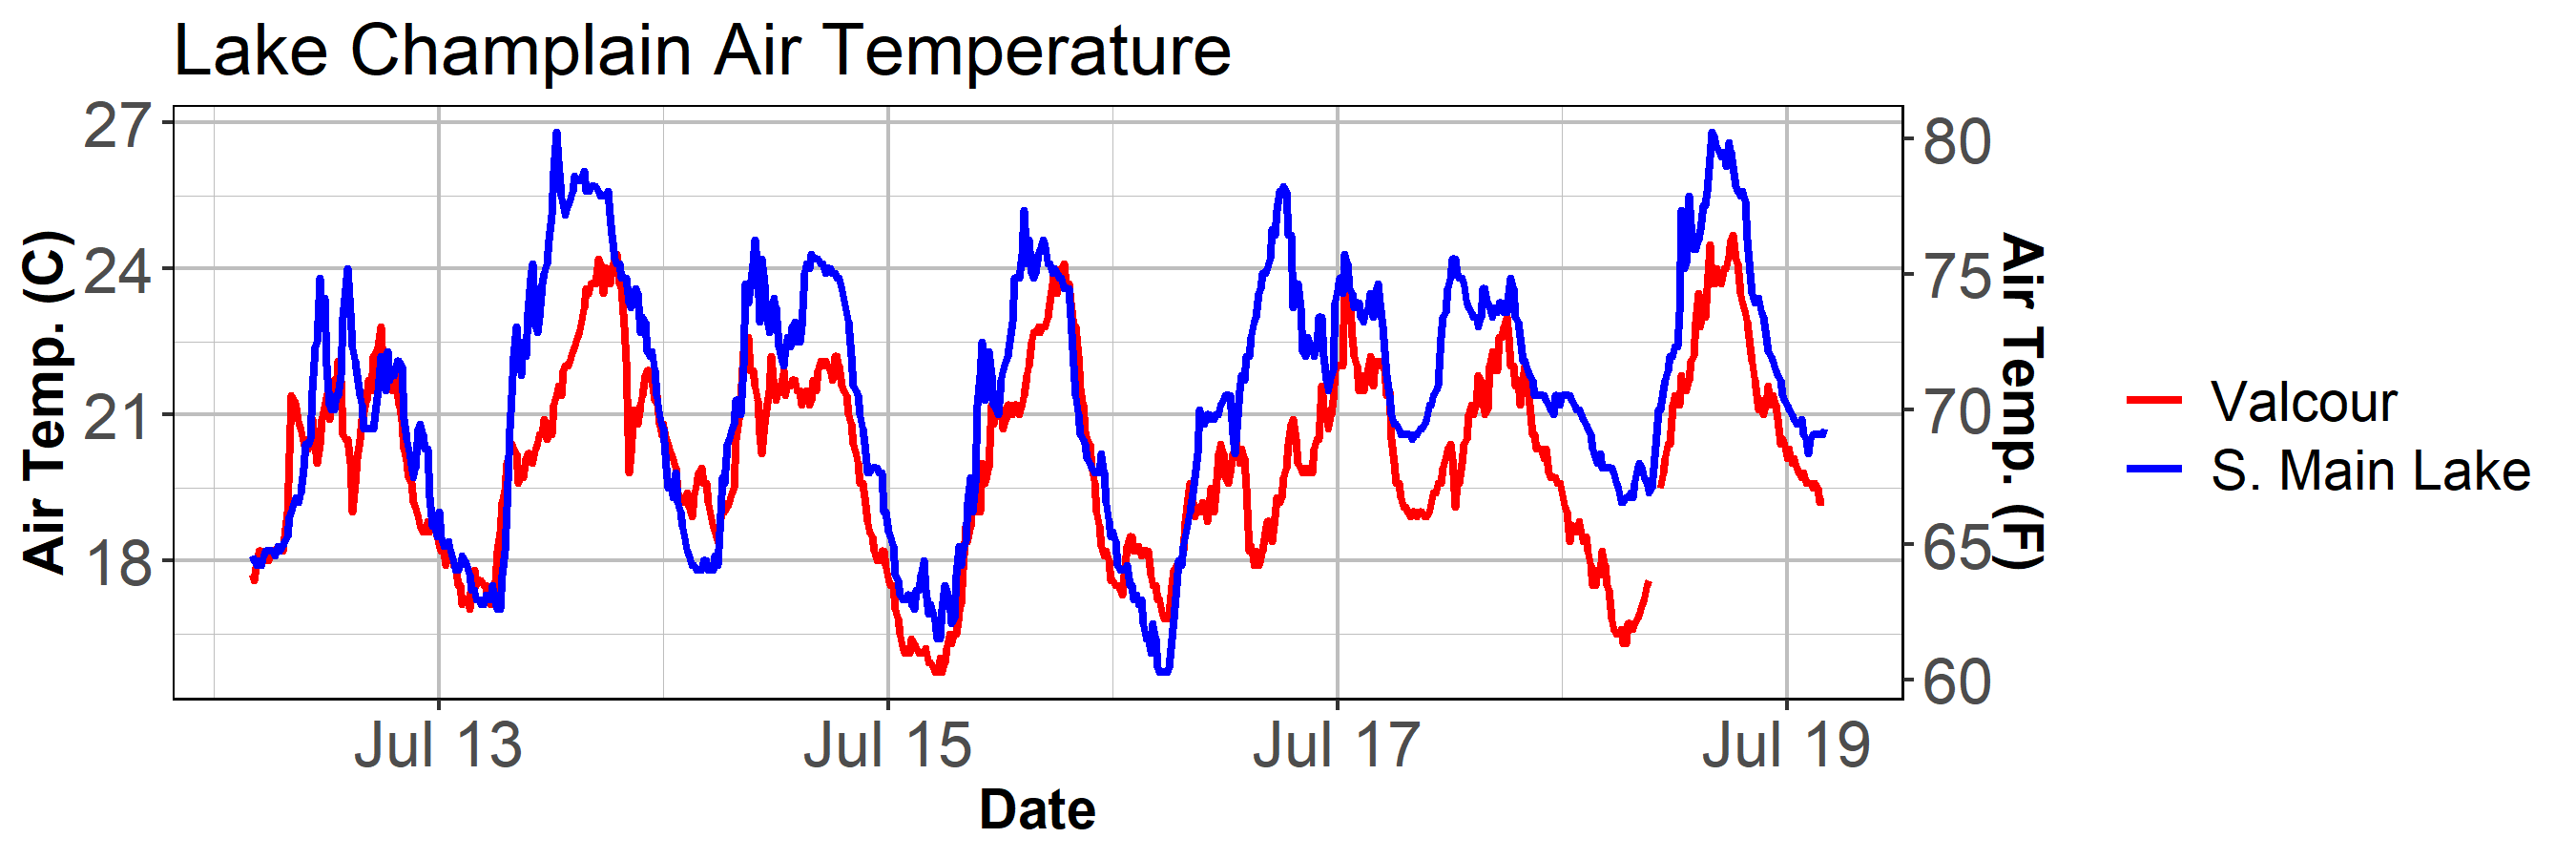 Lake Champlain Air Temperature
Air Temp. (C)
27
24
21
18
80
75
70
65
60
Air Temp. (F)
Jul 13
Jul 15
Jul 17
Jul 19
Date
Valcour
S. Main Lake